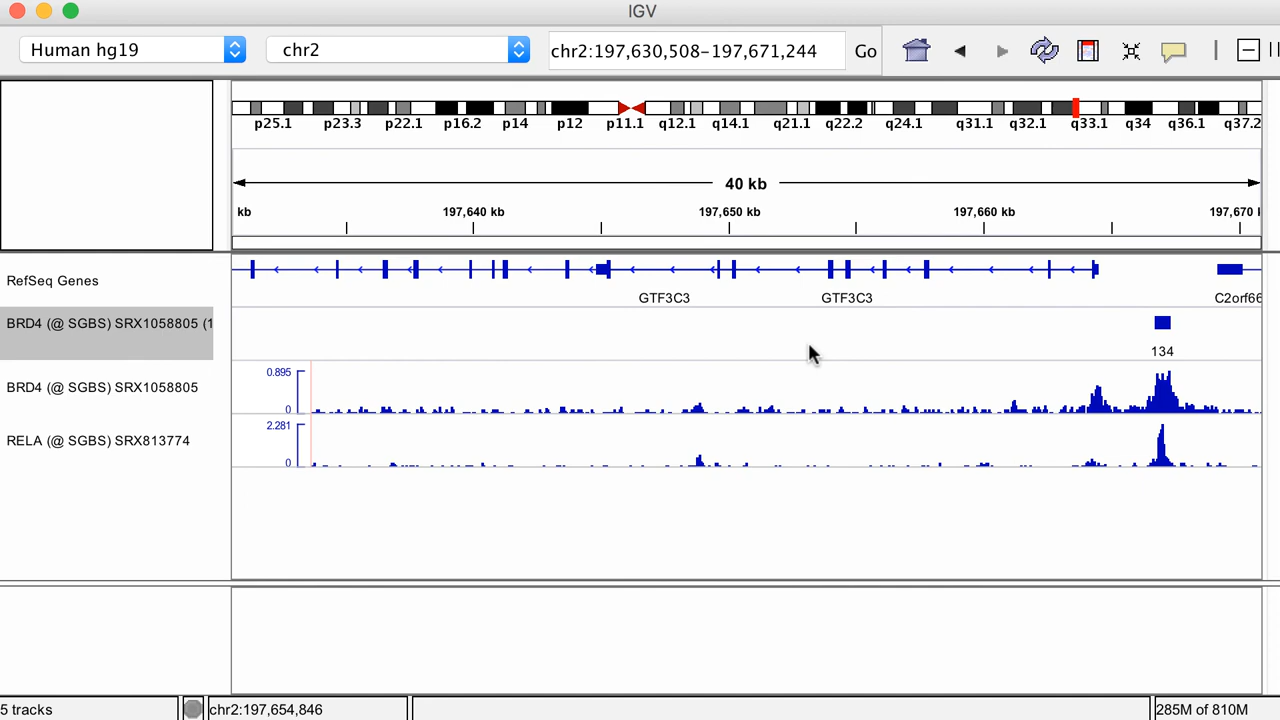 IGV
Human hg19 chr2 chr2:197,630,508-197,671,244 Go
p25.1 p23.3 p22.1 p16.2 p14 p12 p11.1 q12.1 q14.1 q21.1 q22.2 q24.1 q31.1 q32.1 q33.1 q34 q36.1 q37.2
40 kb
kb 197,640 kb 197,650 kb 197,660 kb 197,670
RefSeq Genes
GTF3C3 GTF3C3 C2orf66
BRD4 (@ SGBS) SRX1058805 (1
134
BRD4 (@ SGBS) SRX1058805
0.895
0
RELA (@ SGBS) SRX813774
2.281
0
5 tracks chr2:197,654,846 285M of 810M